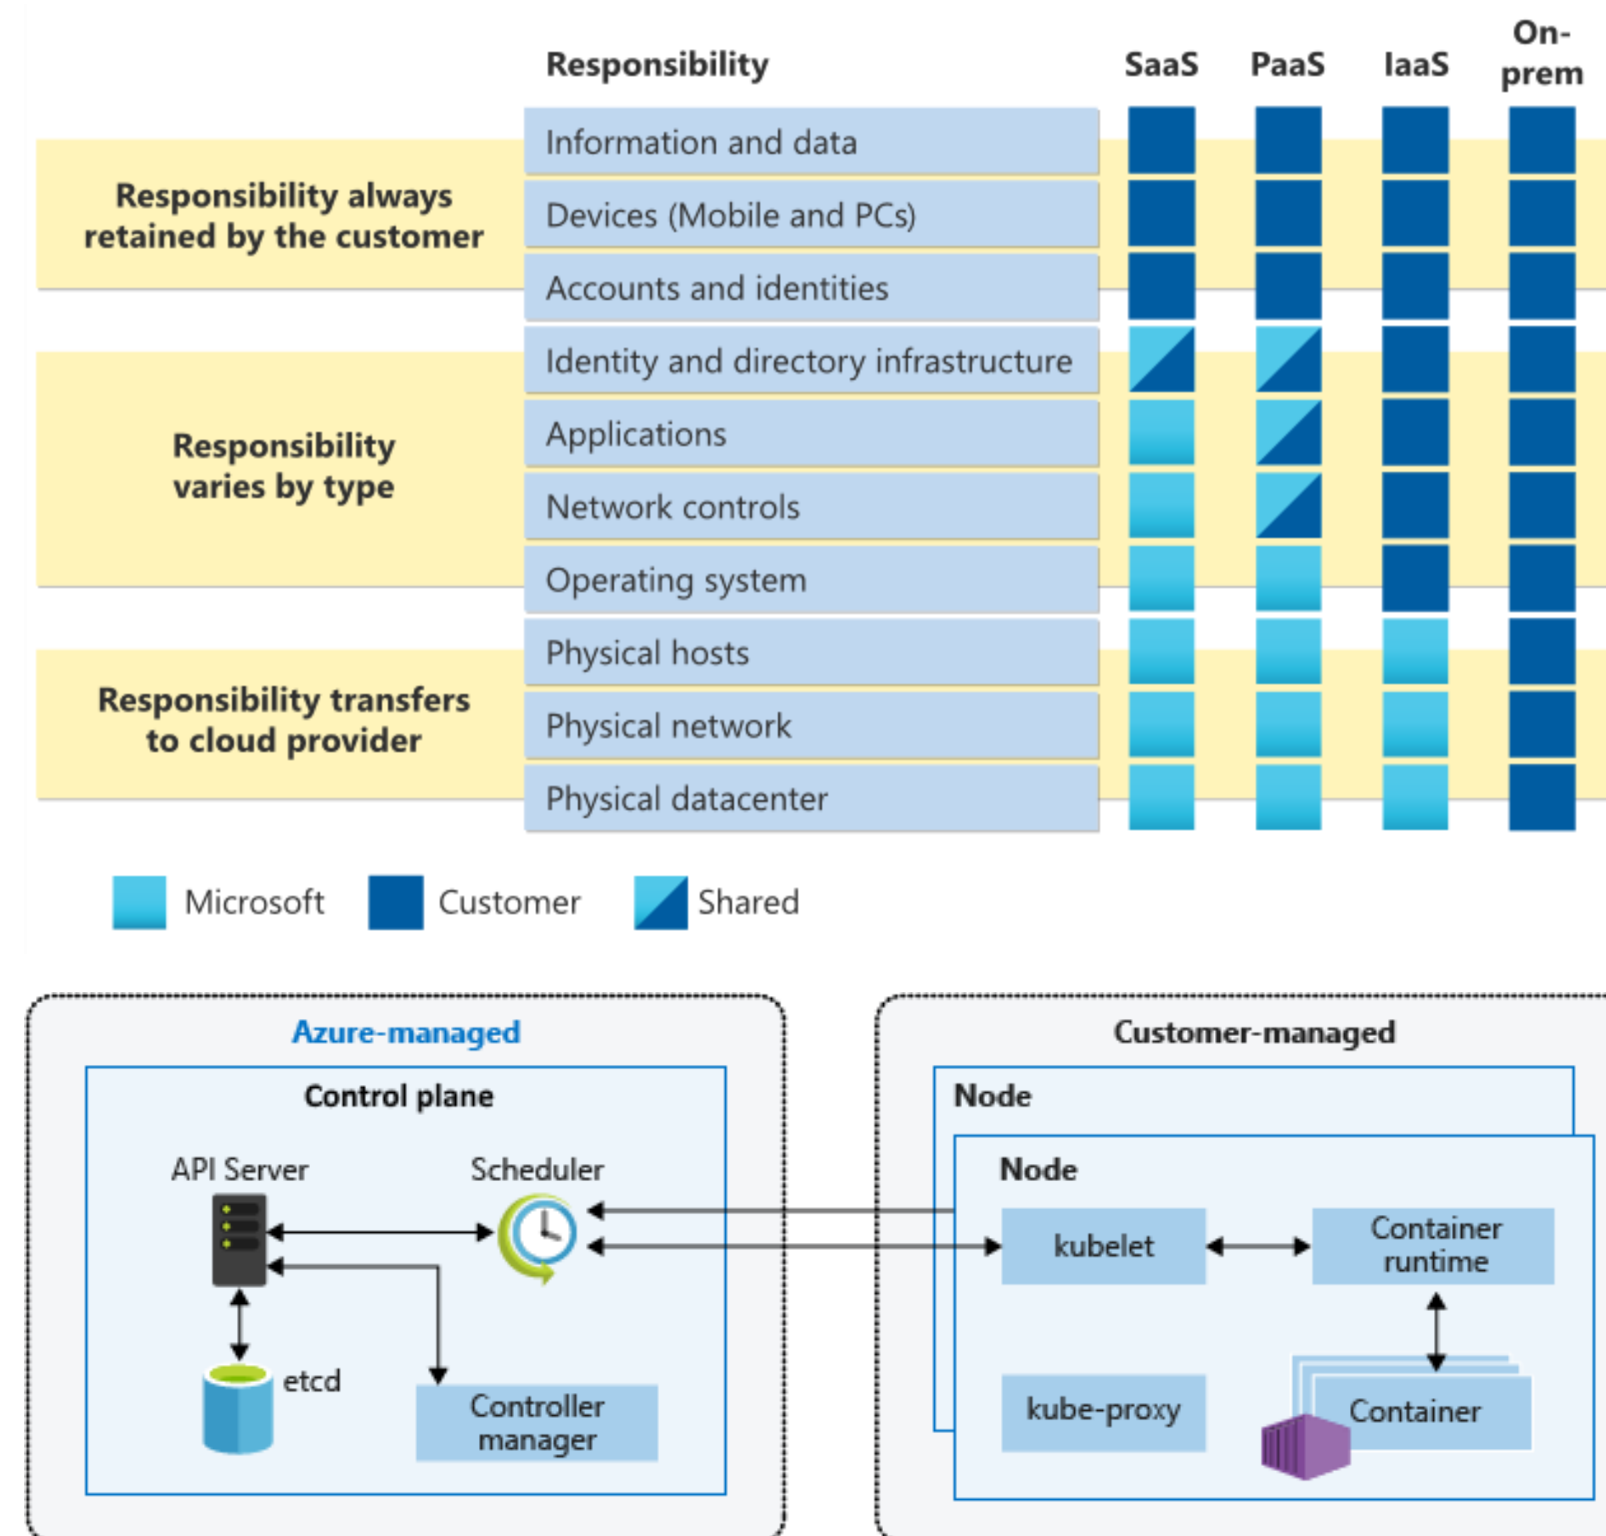 Responsibility
SaaS
PaaS
IaaS
On-
prem
Responsibility always
retained by the customer
Information and data
Devices (Mobile and PCs)
Accounts and identities
Responsibility
varies by type
Identity and directory infrastructure
Applications
Network controls
Operating system
Responsibility transfers
to cloud provider
Physical hosts
Physical network
Physical datacenter
Microsoft
Customer
Shared
Azure-managed
Control plane
API Server
Scheduler
etcd
Controller
manager
Customer-managed
Node
Node
kubelet
Container
runtime
kube-proxy
Container